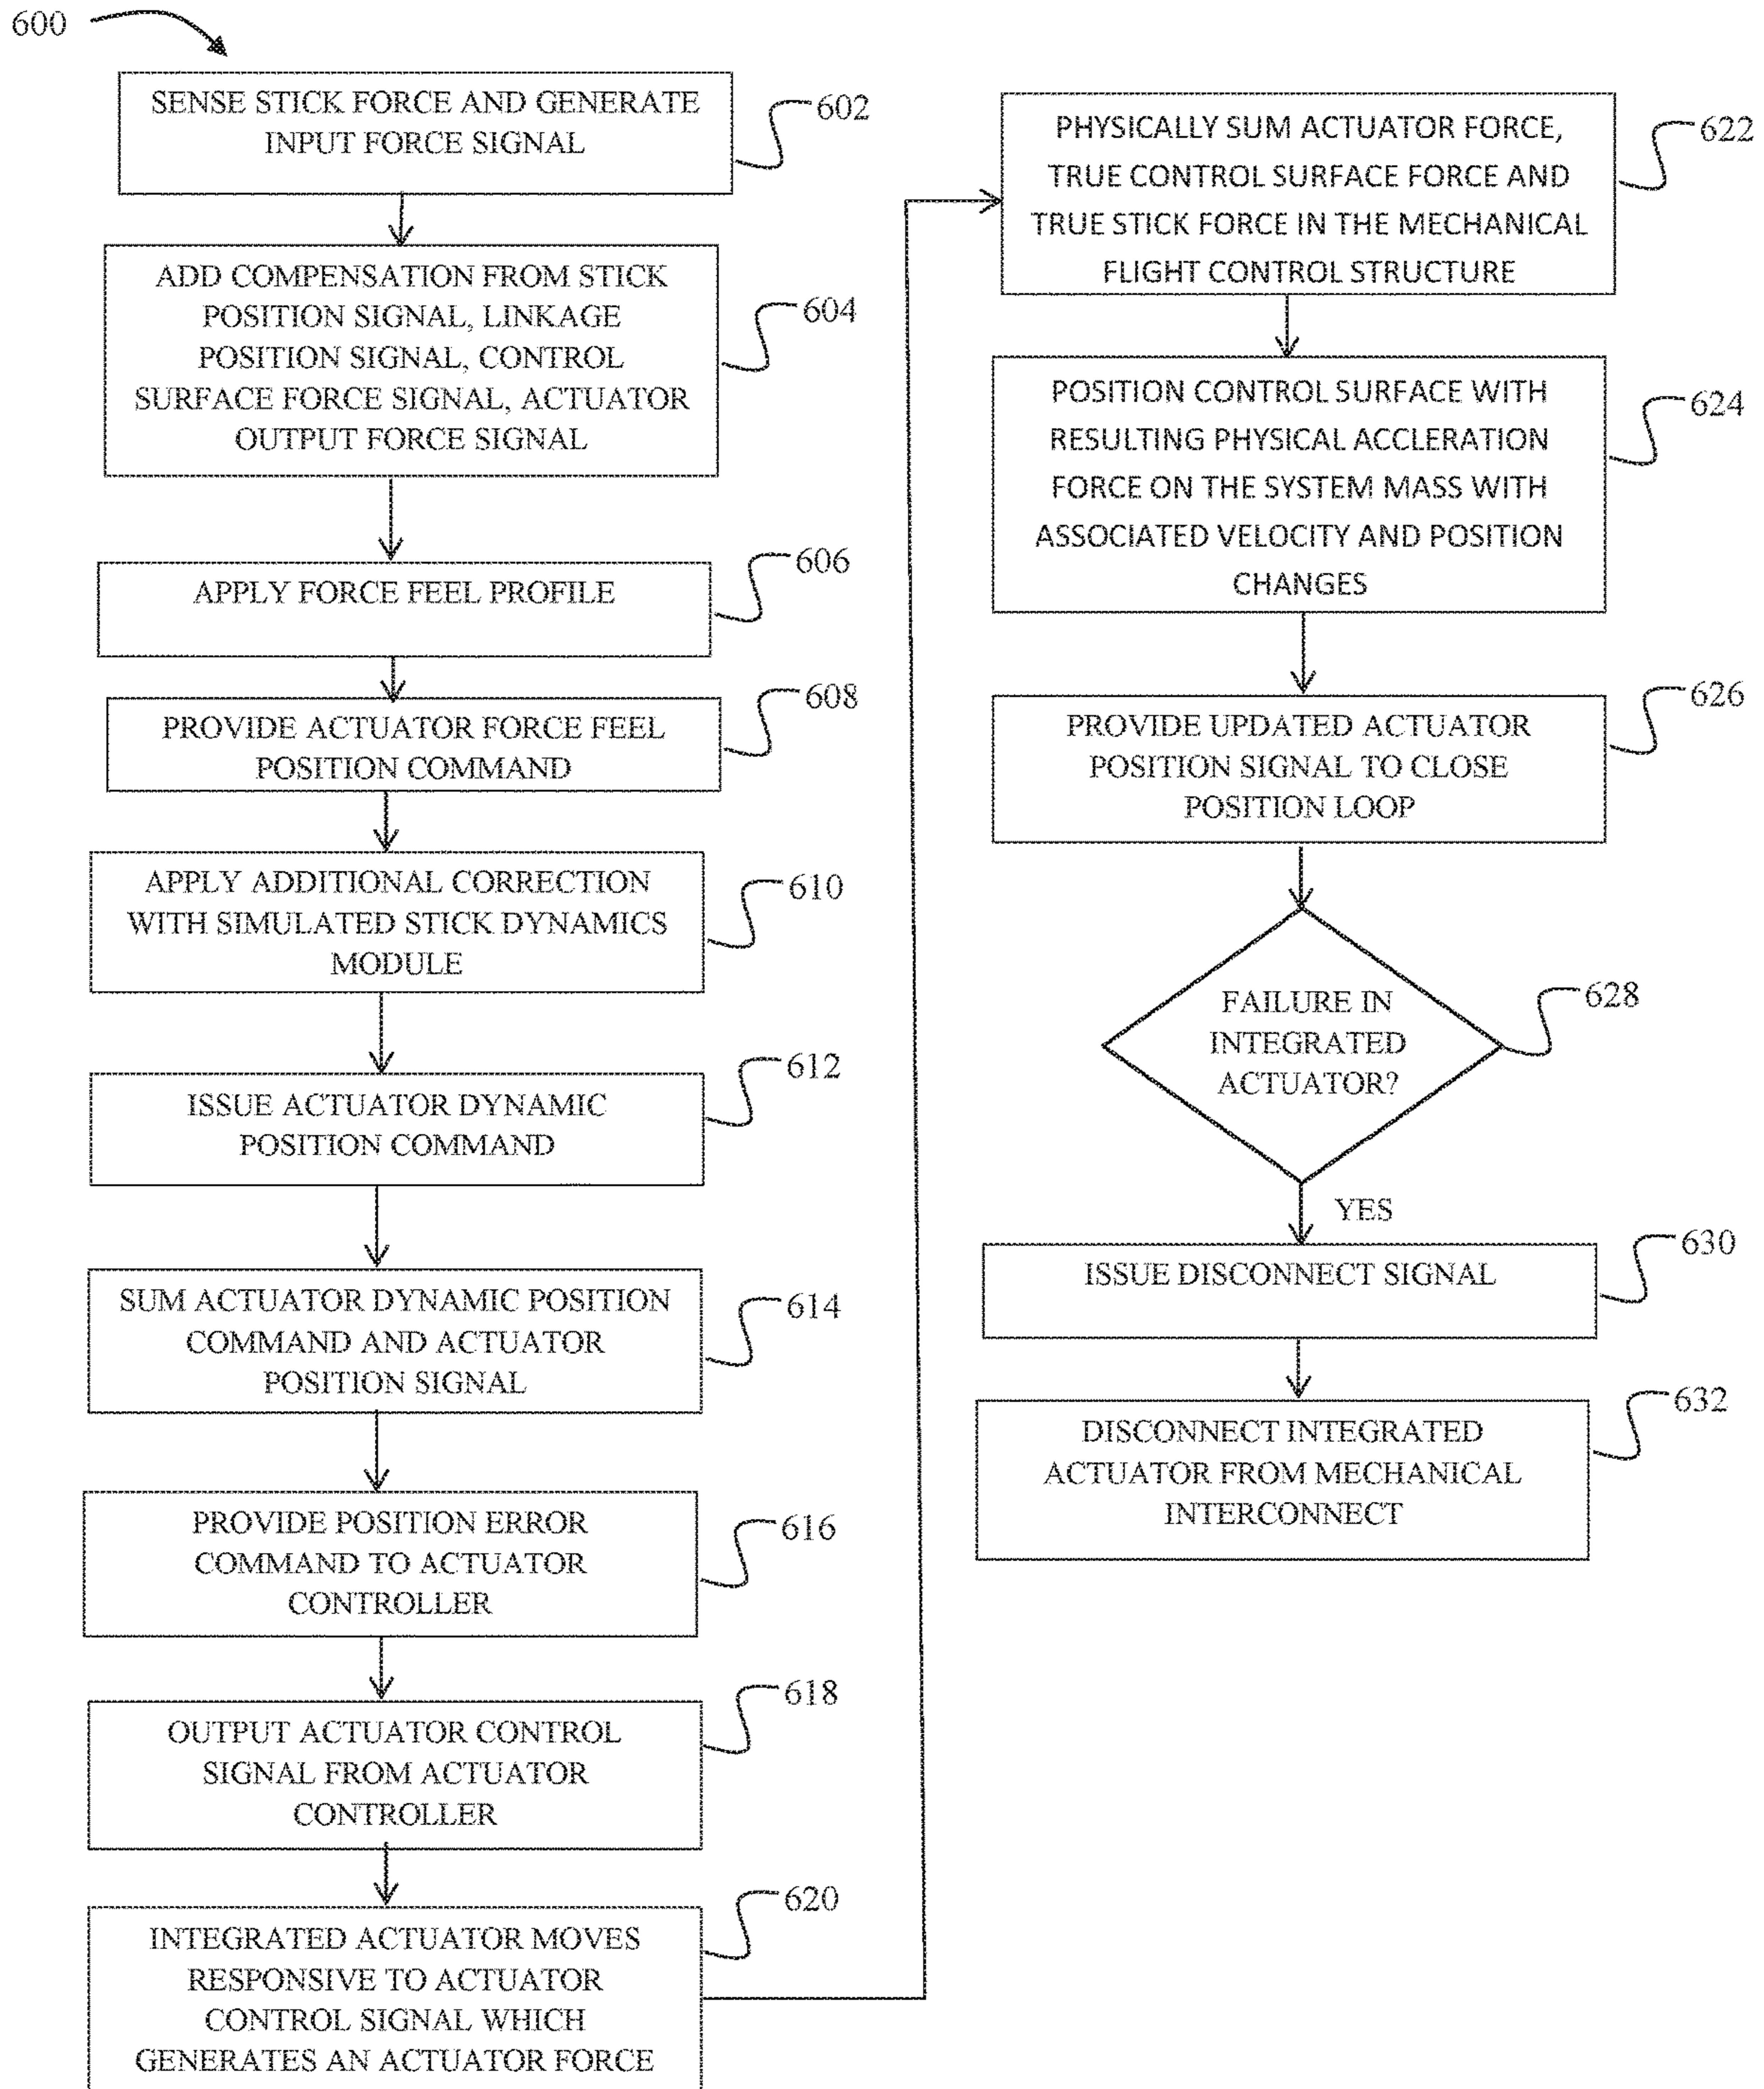 600
SENSE STICK FORCE AND GENERATE
INPUT FORCE SIGNAL
602
ADD COMPENSATION FROM STICK
POSITION SIGNAL, LINKAGE
POSITION SIGNAL, CONTROL
SURFACE FORCE SIGNAL, ACTUATOR
OUTPUT FORCE SIGNAL
604
APPLY FORCE FEEL PROFILE
606
PROVIDE ACTUATOR FORCE FEEL
POSITION COMMAND
608
APPLY ADDITIONAL CORRECTION
WITH SIMULATED STICK DYNAMICS
MODULE
610
ISSUE ACTUATOR DYNAMIC
POSITION COMMAND
612
SUM ACTUATOR DYNAMIC POSITION
COMMAND AND ACTUATOR
POSITION SIGNAL
614
PROVIDE POSITION ERROR
COMMAND TO ACTUATOR
CONTROLLER
616
OUTPUT ACTUATOR CONTROL
SIGNAL FROM ACTUATOR
CONTROLLER
618
INTEGRATED ACTUATOR MOVES
RESPONSIVE TO ACTUATOR
CONTROL SIGNAL WHICH
GENERATES AN ACTUATOR FORCE
620
PHYSICALLY SUM ACTUATOR FORCE,
TRUE CONTROL SURFACE FORCE AND
TRUE STICK FORCE IN THE MECHANICAL
FLIGHT CONTROL STRUCTURE
622
POSITION CONTROL SURFACE WITH
RESULTING PHYSICAL ACCLERATION
FORCE ON THE SYSTEM MASS WITH
ASSOCIATED VELOCITY AND POSITION
CHANGES
624
PROVIDE UPDATED ACTUATOR
POSITION SIGNAL TO CLOSE
POSITION LOOP
626
FAILURE IN
INTEGRATED
ACTUATOR?
628
YES
ISSUE DISCONNECT SIGNAL
630
DISCONNECT INTEGRATED
ACTUATOR FROM MECHANICAL
INTERCONNECT
632